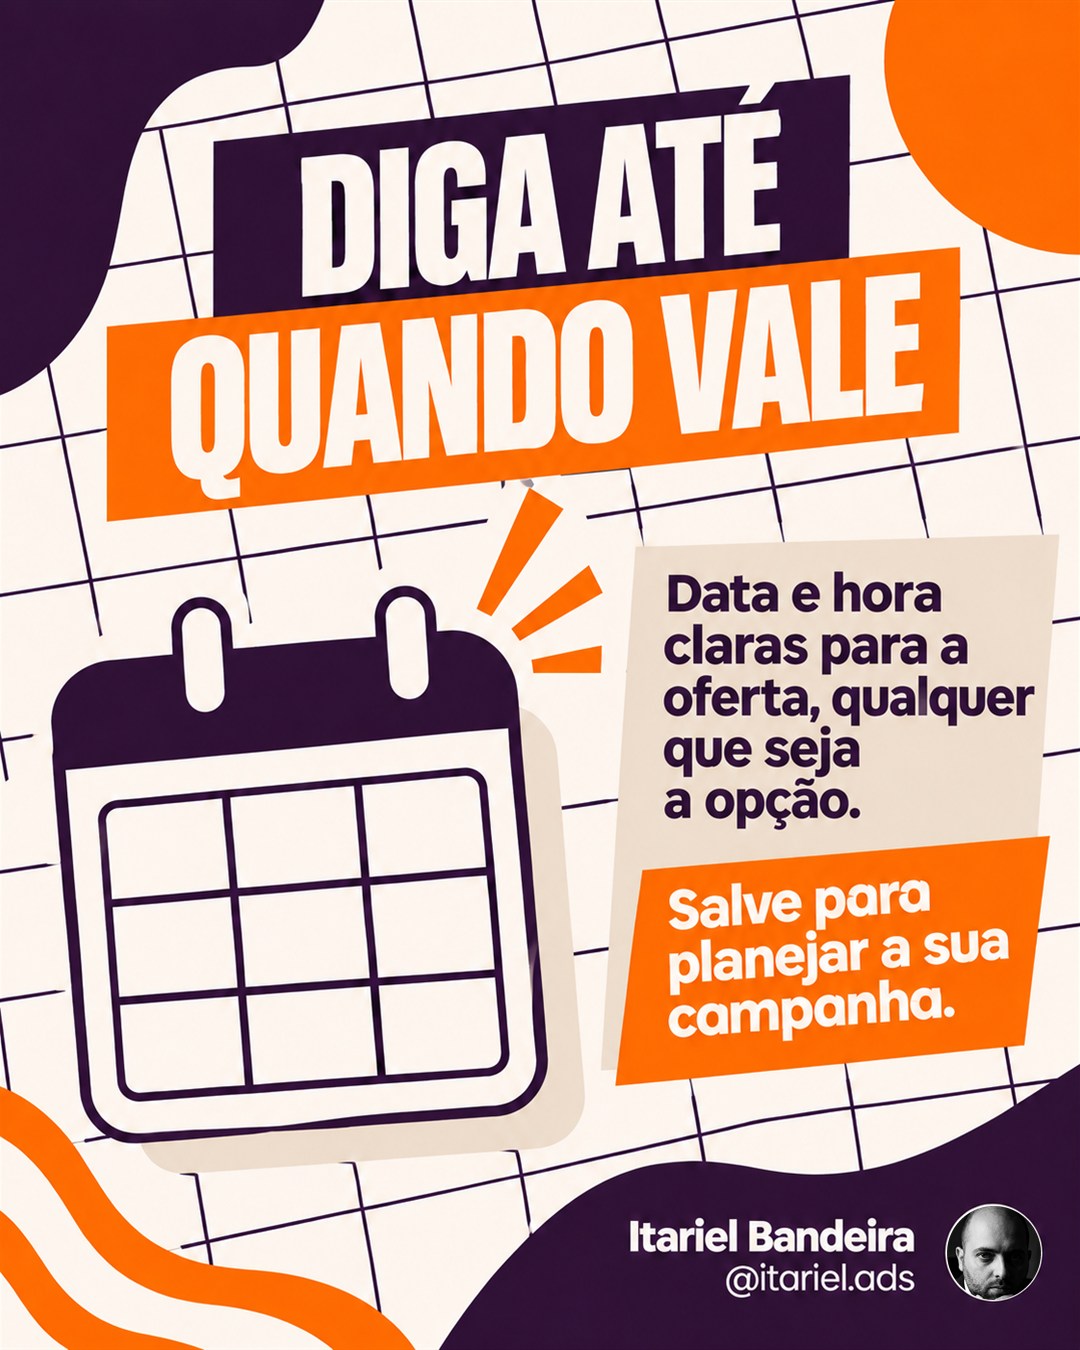 DIGA ATÉ
QUANDO VALE
Data e hora
claras para a
oferta, qualquer
que seja
a opção.
Salve para
planejar a sua
campanha.
Itariel Bandeira
@itariel.ads